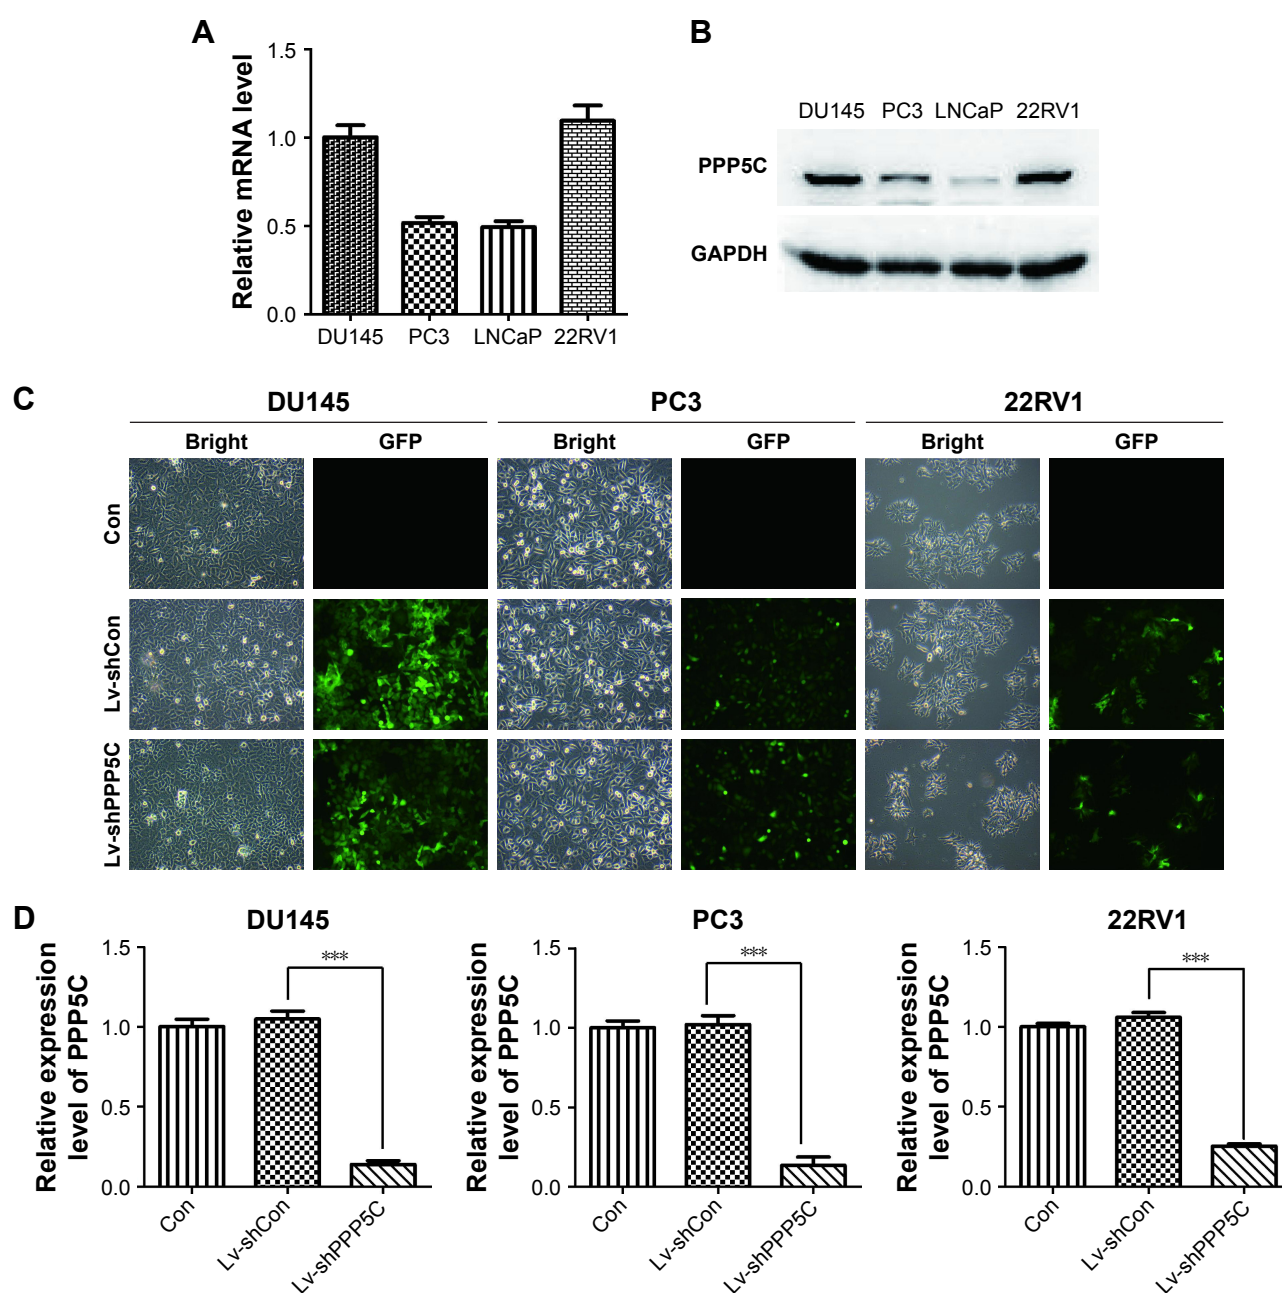 A
B
Relative mRNA level
1.5
1.0
0.5
0.0
DU145 PC3 LNCaP 22RV1
DU145 PC3 LNCaP 22RV1
PPP5C
GAPDH
C
DU145 PC3 22RV1
Bright GFP Bright GFP Bright GFP
Con
Lv-shCon
Lv-shPPP5C
D
DU145
Relative expression
level of PPP5C
1.5
1.0
0.5
0.0
***
Con Lv-shCon Lv-shPPP5C
PC3
Relative expression
level of PPP5C
1.5
1.0
0.5
0.0
***
Con Lv-shCon Lv-shPPP5C
22RV1
Relative expression
level of PPP5C
1.5
1.0
0.5
0.0
***
Con Lv-shCon Lv-shPPP5C